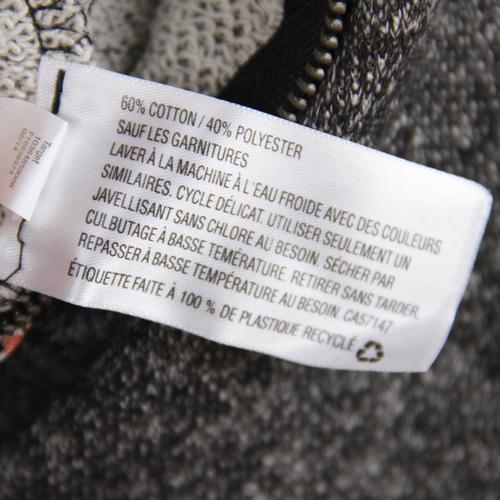 60% COTTON / 40% POLYESTER
SAUF LES GARNITURES
LAVER À LA MACHINE À L'EAU FROIDE AVEC DES COULEURS
SIMILAIRES. CYCLE DÉLICAT. UTILISER SEULEMENT UN
JAVELLISANT SANS CHLORE AU BESOIN. SÉCHER PAR
CULBUTAGE À BASSE TEMÉRATURE. RETIRER SANS TARDER.
REPASSER À BASSE TEMPÉRATURE AU BESOIN. CA57147
ÉTIQUETTE FAITE À 100 % DE PLASTIQUE RECYCLÉ
Target